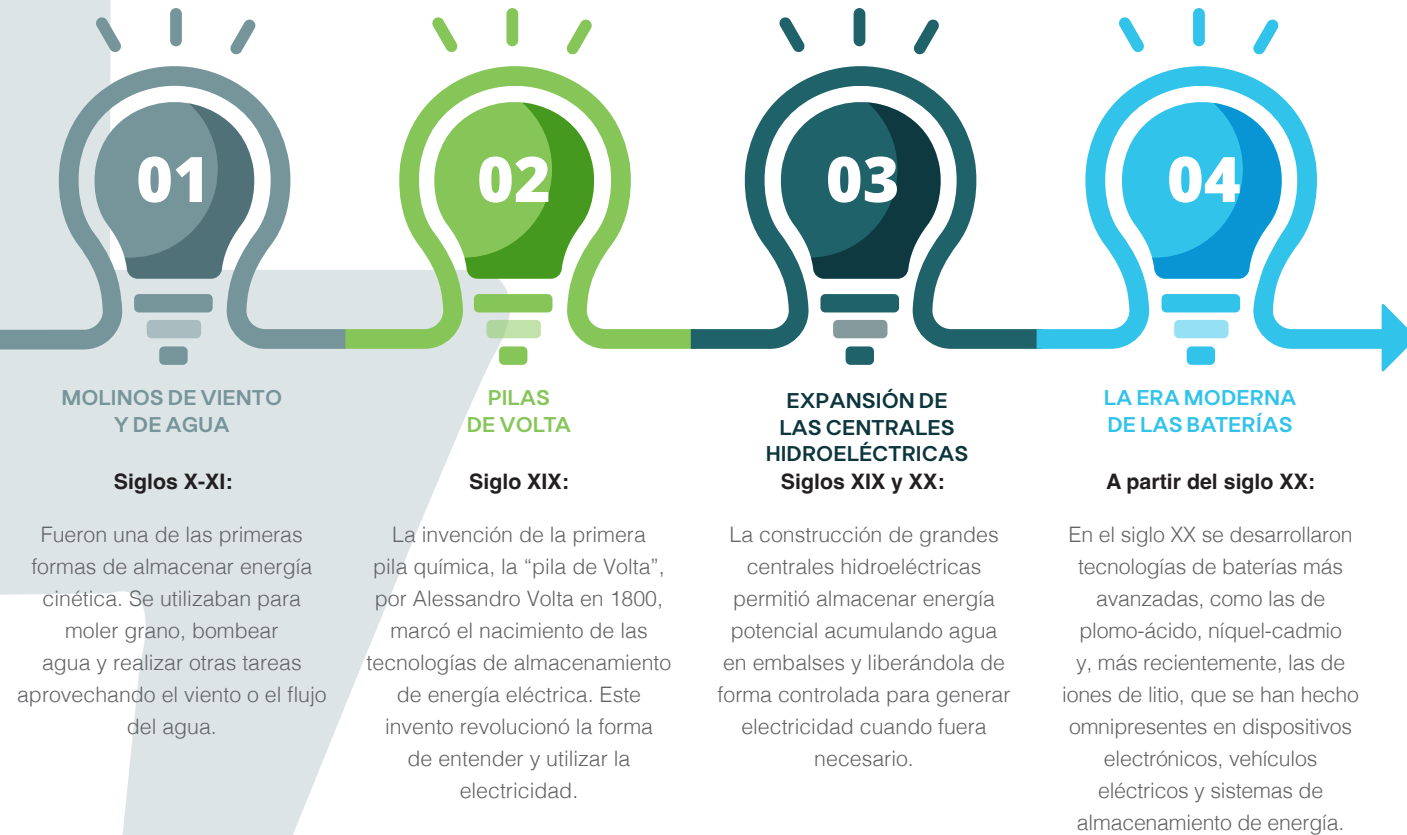 01
MOLINOS DE VIENTO
Y DE AGUA
Siglos X-XI:
Fueron una de las primeras
formas de almacenar energía
cinética. Se utilizaban para
moler grano, bombear
agua y realizar otras tareas
aprovechando el viento o el flujo
del agua.
02
PILAS
DE VOLTA
Siglo XIX:
La invención de la primera
pila química, la “pila de Volta”,
por Alessandro Volta en 1800,
marcó el nacimiento de las
tecnologías de almacenamiento
de energía eléctrica. Este
invento revolucionó la forma
de entender y utilizar la
electricidad.
03
EXPANSIÓN DE
LAS CENTRALES
HIDROELÉCTRICAS
Siglos XIX y XX:
La construcción de grandes
centrales hidroeléctricas
permitió almacenar energía
potencial acumulando agua
en embalses y liberándola de
forma controlada para generar
electricidad cuando fuera
necesario.
04
LA ERA MODERNA
DE LAS BATERÍAS
A partir del siglo XX:
En el siglo XX se desarrollaron
tecnologías de baterías más
avanzadas, como las de
plomo-ácido, níquel-cadmio
y, más recientemente, las de
iones de litio, que se han hecho
omnipresentes en dispositivos
electrónicos, vehículos
eléctricos y sistemas de
almacenamiento de energía.